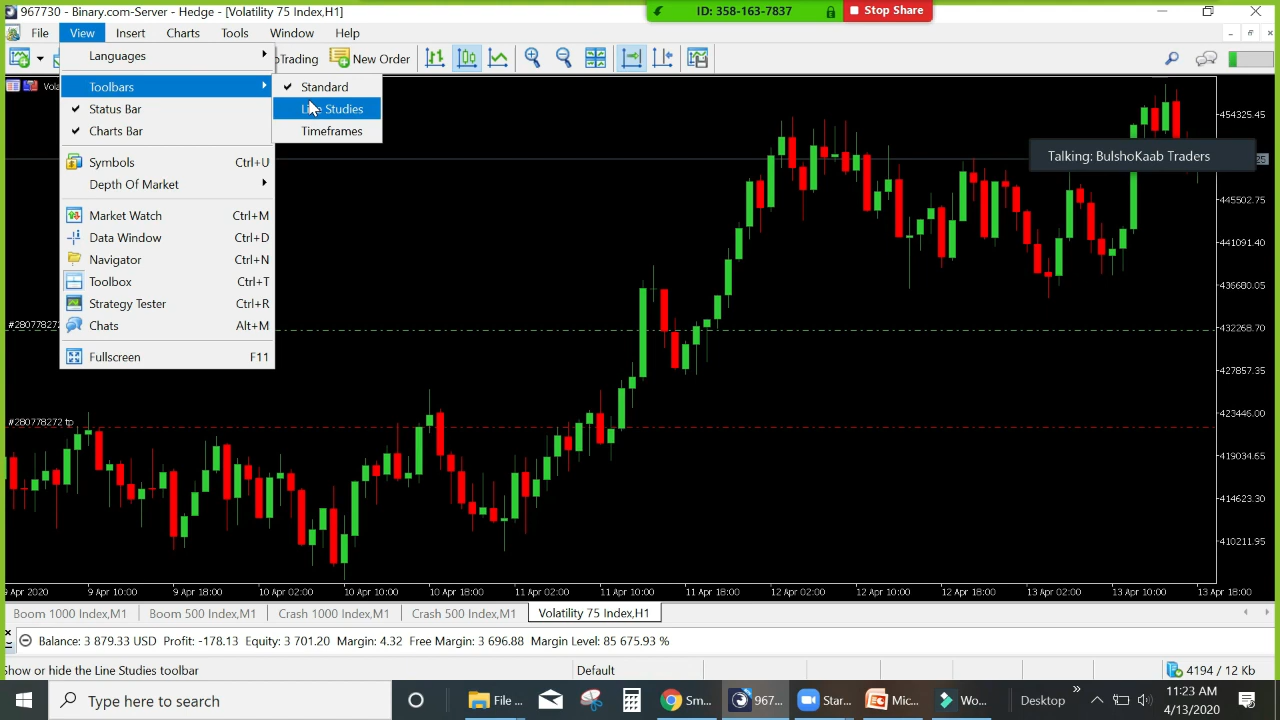 967730 - Binary.com-Server - Hedge - [Volatility 75 Index,H1]
ID: 358-163-7837
Stop Share
File View Insert Charts Tools Window Help
Trading New Order
Languages
Toolbars
Status Bar
Charts Bar
Symbols Ctrl+U
Depth Of Market
Market Watch Ctrl+M
Data Window Ctrl+D
Navigator Ctrl+N
Toolbox Ctrl+T
Strategy Tester Ctrl+R
Chats Alt+M
Fullscreen F11
Standard
Line Studies
Timeframes
Talking: BulshoKaab Traders
454325.45
445502.75
441091.40
436680.05
432268.70
427857.35
423446.00
419034.65
414623.30
410211.95
#280778272 tp
9 Apr 10:00 9 Apr 18:00 10 Apr 02:00 10 Apr 10:00 10 Apr 18:00 11 Apr 02:00 11 Apr 10:00 11 Apr 18:00 12 Apr 02:00 12 Apr 10:00 12 Apr 18:00 13 Apr 02:00 13 Apr 10:00 13 Apr 18:00
Boom 1000 Index,M1 Boom 500 Index,M1 Crash 1000 Index,M1 Crash 500 Index,M1 Volatility 75 Index,H1
Balance: 3 879.33 USD Profit: -178.13 Equity: 3 701.20 Margin: 4.32 Free Margin: 3 696.88 Margin Level: 85 675.93 %
Show or hide the Line Studies toolbar
Default
4194 / 12 Kb
Type here to search
File ... Sm... 967... Star... Mic... Wo... Desktop
11:23 AM
4/13/2020